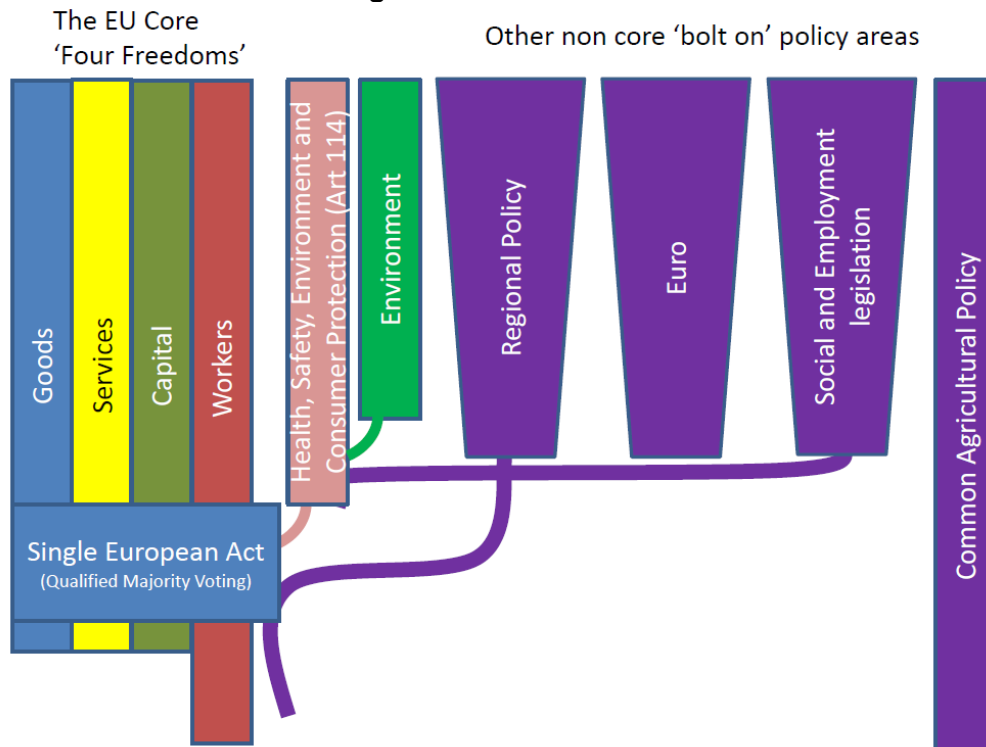 The EU Core
‘Four Freedoms’
Other non core ‘bolt on’ policy areas
Goods
Services
Capital
Workers
Health, Safety, Environment and
Consumer Protection (Art 114)
Environment
Regional Policy
Euro
Social and Employment
legislation
Common Agricultural Policy
Single European Act
(Qualified Majority Voting)